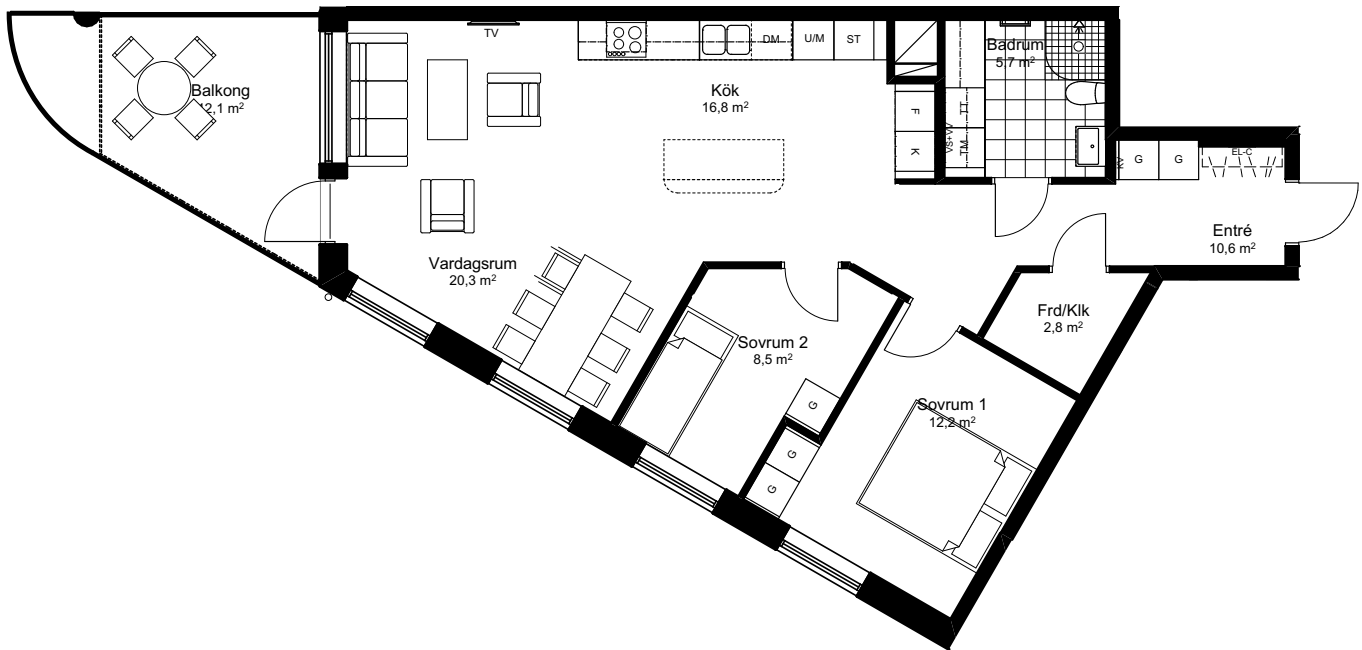 TV
DM
U/M
ST
Badrum
5,7 m²
Balkong
12,1 m²
Kök
16,8 m²
F
K
TT
TM
VS+VV
KV
G
G
EL-C
Entré
10,6 m²
Vardagsrum
20,3 m²
Frd/Klk
2,8 m²
Sovrum 2
8,5 m²
G
Sovrum 1
12,2 m²
G
G